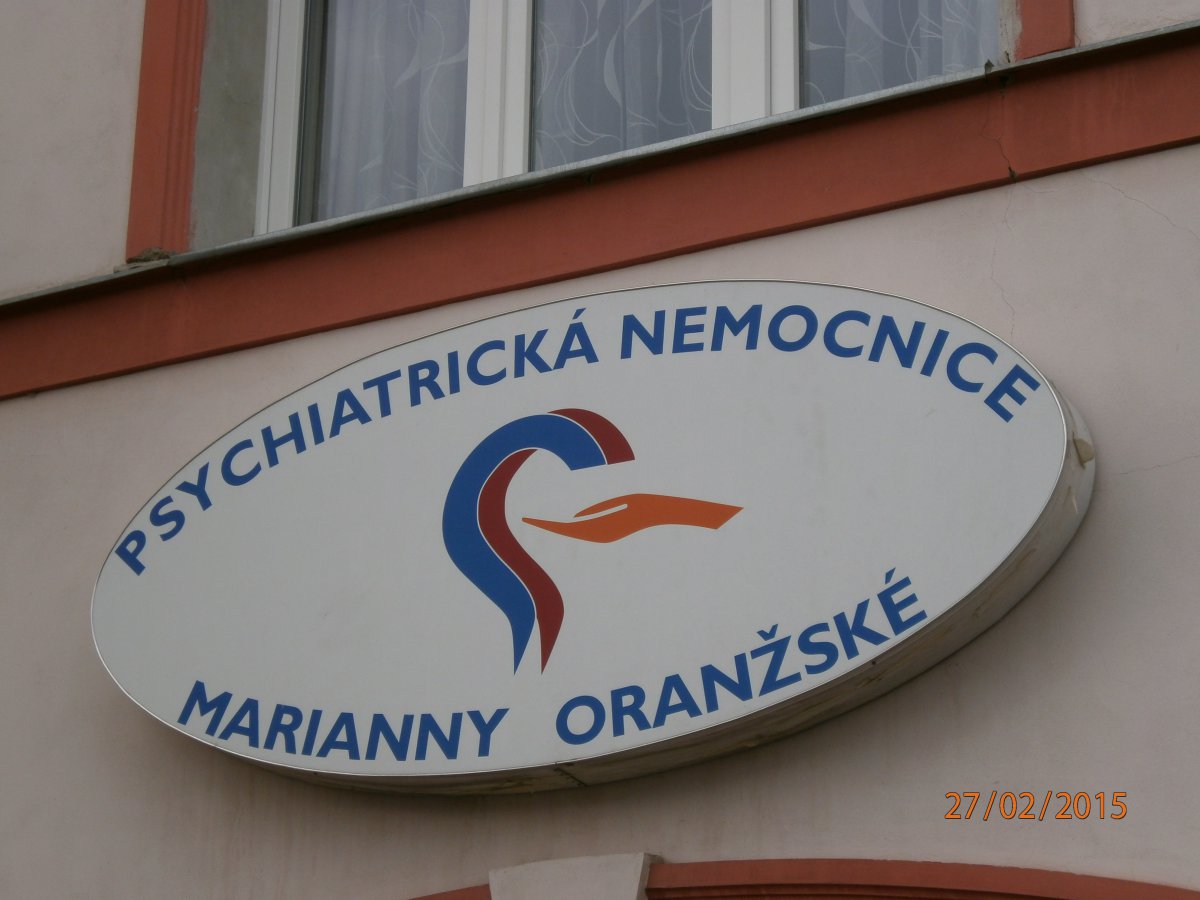 PSYCHIATRICKÁ NEMOCNICE
MARIANNY ORANŽSKÉ
27/02/2015